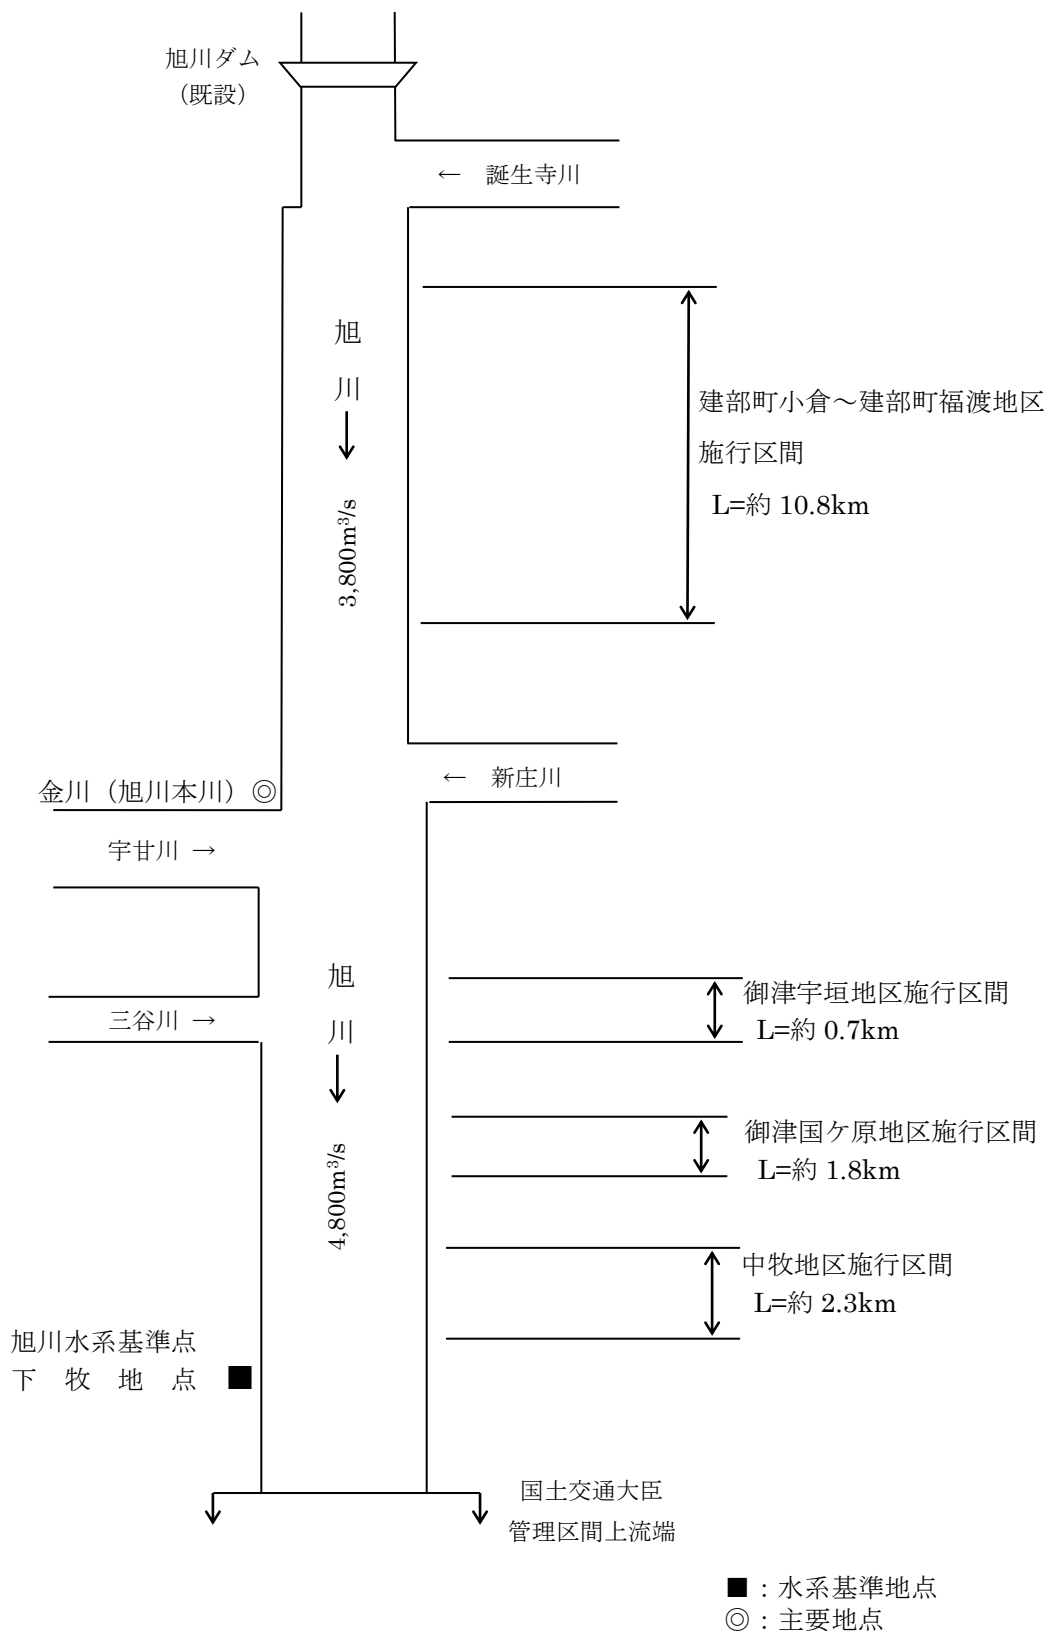 旭川ダム
（既設）
← 誕生寺川
旭
川
3,800m³/s
建部町小倉～建部町福渡地区
施行区間
L=約 10.8km
← 新庄川
金川（旭川本川）◎
宇甘川 →
旭
川
4,800m³/s
御津宇垣地区施行区間
L=約 0.7km
三谷川 →
御津国ケ原地区施行区間
L=約 1.8km
中牧地区施行区間
L=約 2.3km
旭川水系基準点
下 牧 地 点 ■
国土交通大臣
管理区間上流端
■：水系基準地点
◎：主要地点